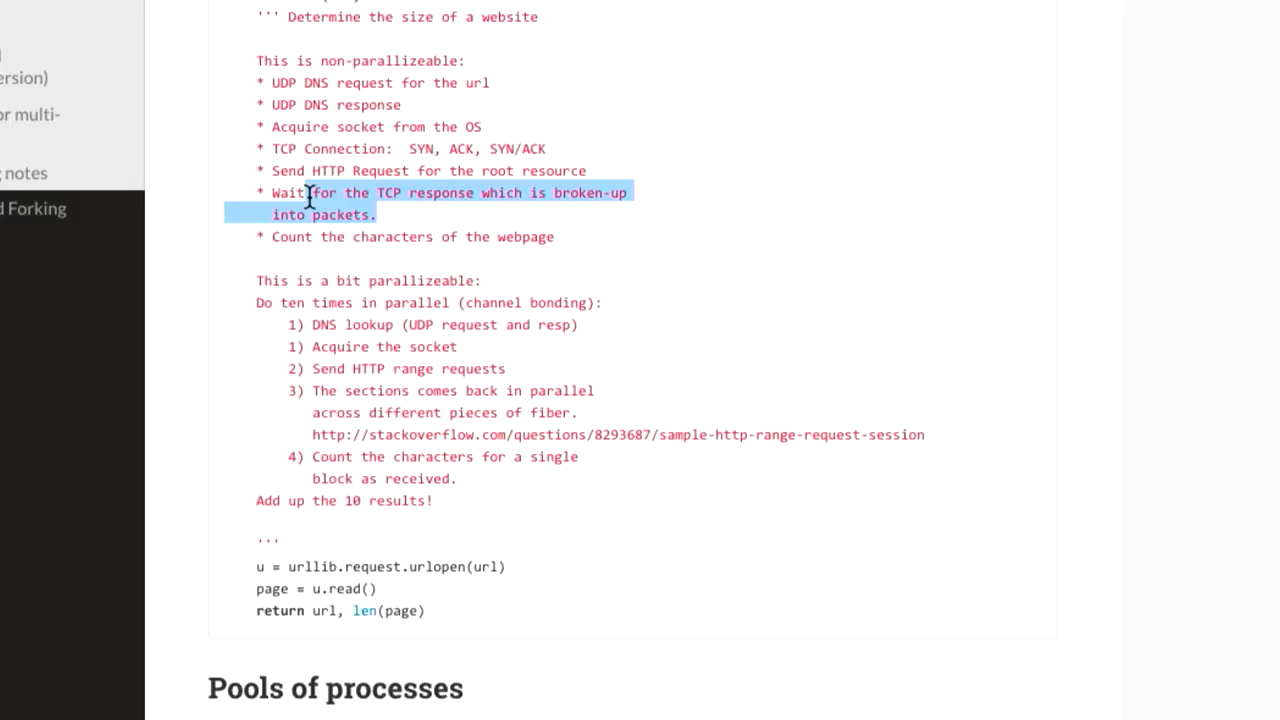 ersion)
or multi-
g notes
d Forking
''' Determine the size of a website
This is non-parallizeable:
* UDP DNS request for the url
* UDP DNS response
* Acquire socket from the OS
* TCP Connection:  SYN, ACK, SYN/ACK
* Send HTTP Request for the root resource
* Wait for the TCP response which is broken-up
into packets.
* Count the characters of the webpage
This is a bit parallizeable:
Do ten times in parallel (channel bonding):
1) DNS lookup (UDP request and resp)
1) Acquire the socket
2) Send HTTP range requests
3) The sections comes back in parallel
across different pieces of fiber.
http://stackoverflow.com/questions/8293687/sample-http-range-request-session
4) Count the characters for a single
block as received.
Add up the 10 results!
'''
u = urllib.request.urlopen(url)
page = u.read()
return url, len(page)
Pools of processes